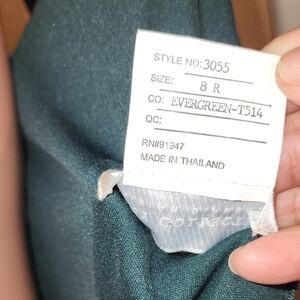 STYLE NO: 3055
SIZE: 8 R
CO: EVERGREEN-T514
QC:
RN#91947
MADE IN THAILAND